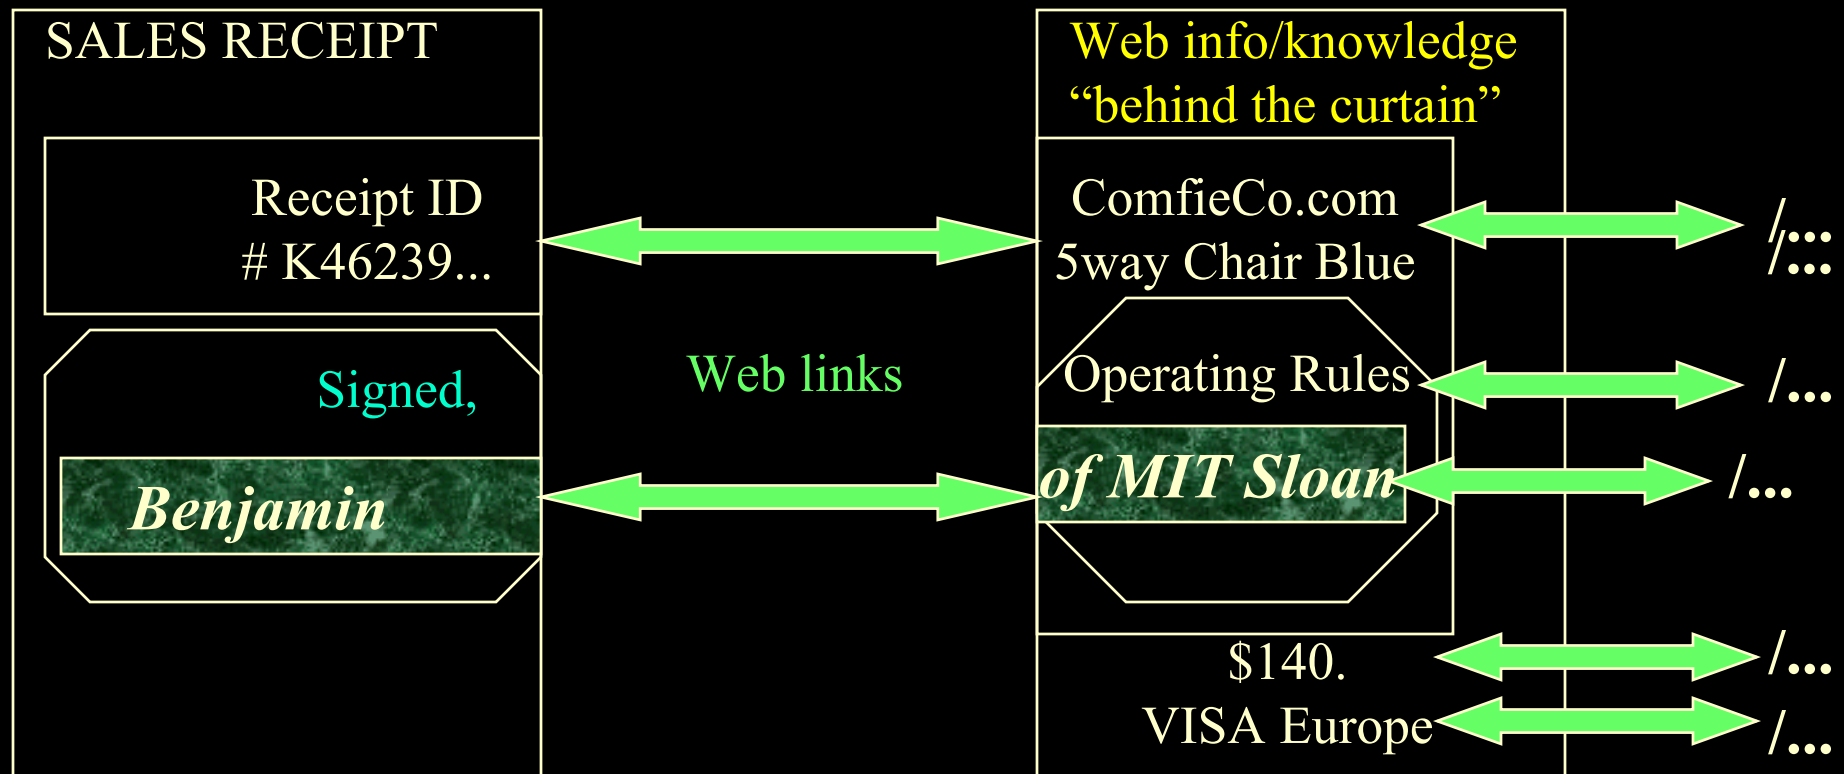 SALES RECEIPT
Receipt ID
# K46239...
Signed,
Benjamin
Web links
Web info/knowledge
“behind the curtain”
ComfieCo.com
5way Chair Blue
Operating Rules
of MIT Sloan
$140.
VISA Europe
/...
/...
/...
/...
/...
/...